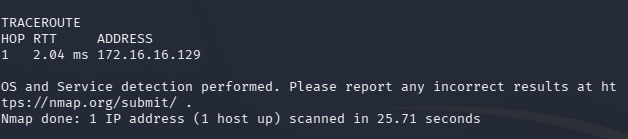 TRACEROUTE
HOP RTT     ADDRESS
1   2.04 ms 172.16.16.129

OS and Service detection performed. Please report any incorrect results at ht
tps://nmap.org/submit/ .
Nmap done: 1 IP address (1 host up) scanned in 25.71 seconds